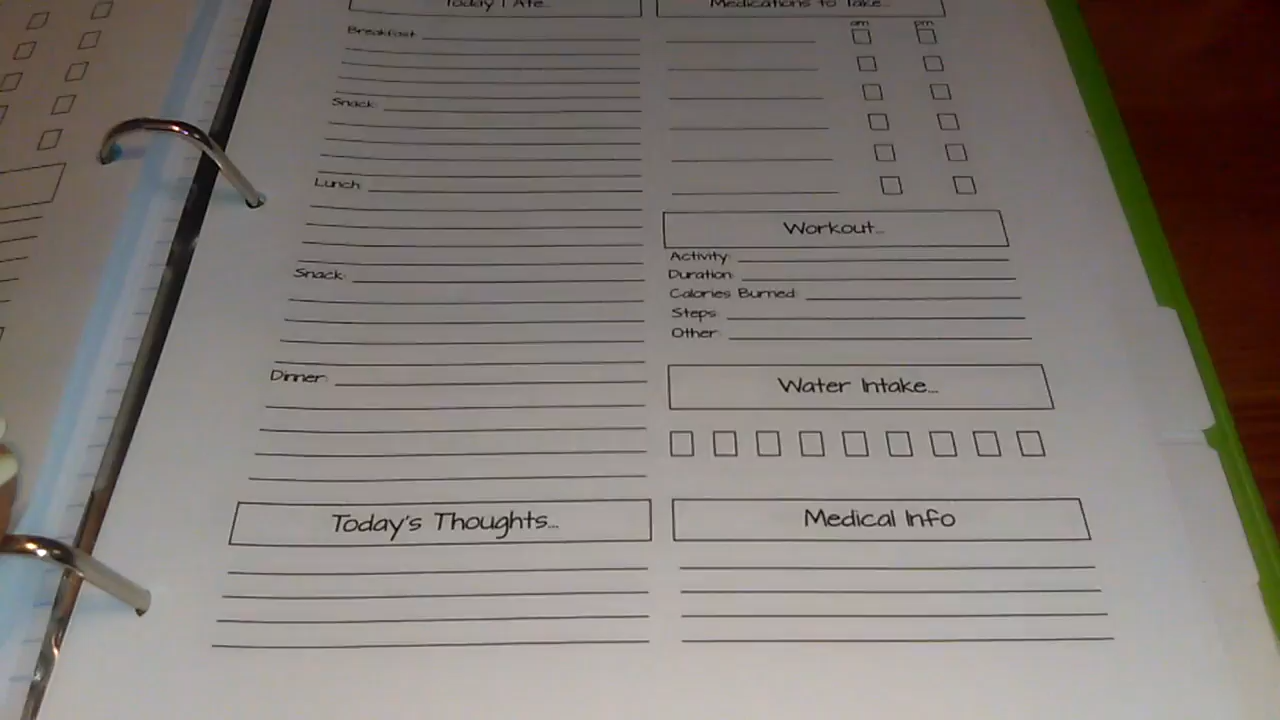 Today I Ate...
Breakfast:
Snack:
Lunch:
Snack:
Dinner:
Today's Thoughts...
Medications to Take...
am pm
Workout...
Activity:
Duration:
Calories Burned:
Steps:
Other:
Water Intake...
Medical Info